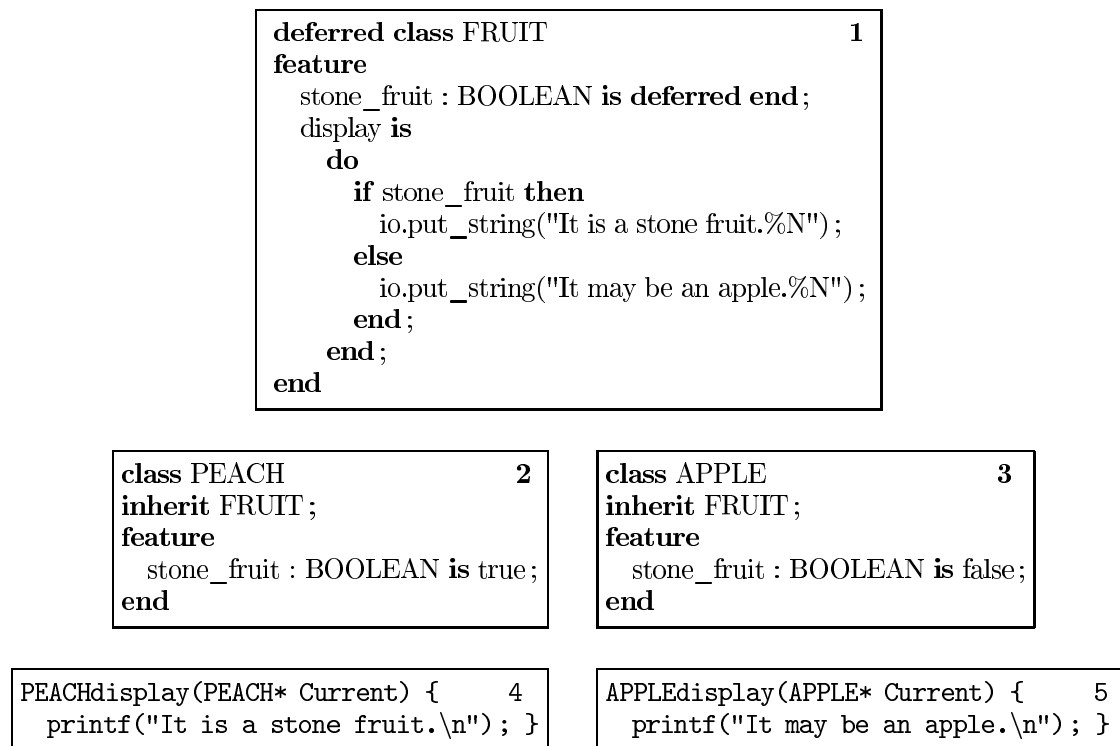 deferred class FRUIT 1
feature
stone_fruit : BOOLEAN is deferred end;
display is
do
if stone_fruit then
io.put_string("It is a stone fruit.%N");
else
io.put_string("It may be an apple.%N");
end;
end;
end
class PEACH 2
inherit FRUIT;
feature
stone_fruit : BOOLEAN is true;
end
class APPLE 3
inherit FRUIT;
feature
stone_fruit : BOOLEAN is false;
end
PEACHdisplay(PEACH* Current) { 4
printf("It is a stone fruit.\n"); }
APPLEdisplay(APPLE* Current) { 5
printf("It may be an apple.\n"); }